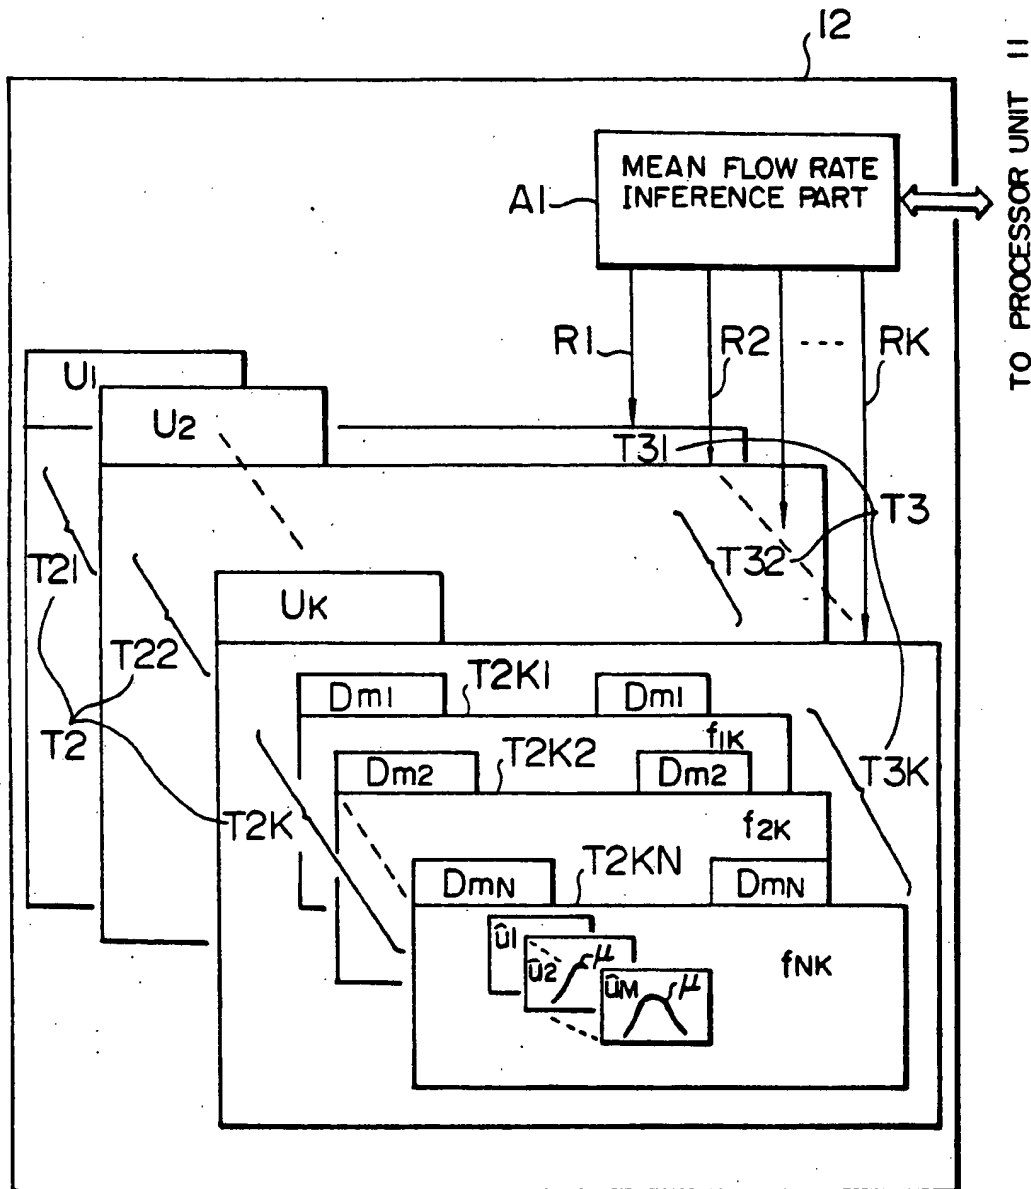 12
TO PROCESSOR UNIT 11
MEAN FLOW RATE
INFERENCE PART
A1
R1
R2
---
RK
U1
U2
T31
T3
T32
T21
UK
T22
T2
Dm1
T2K1
Dm1
f1K
T3K
Dm2
T2K2
Dm2
T2K
f2K
T2KN
DmN
DmN
û1
û2
μ
ûM
μ
fNK